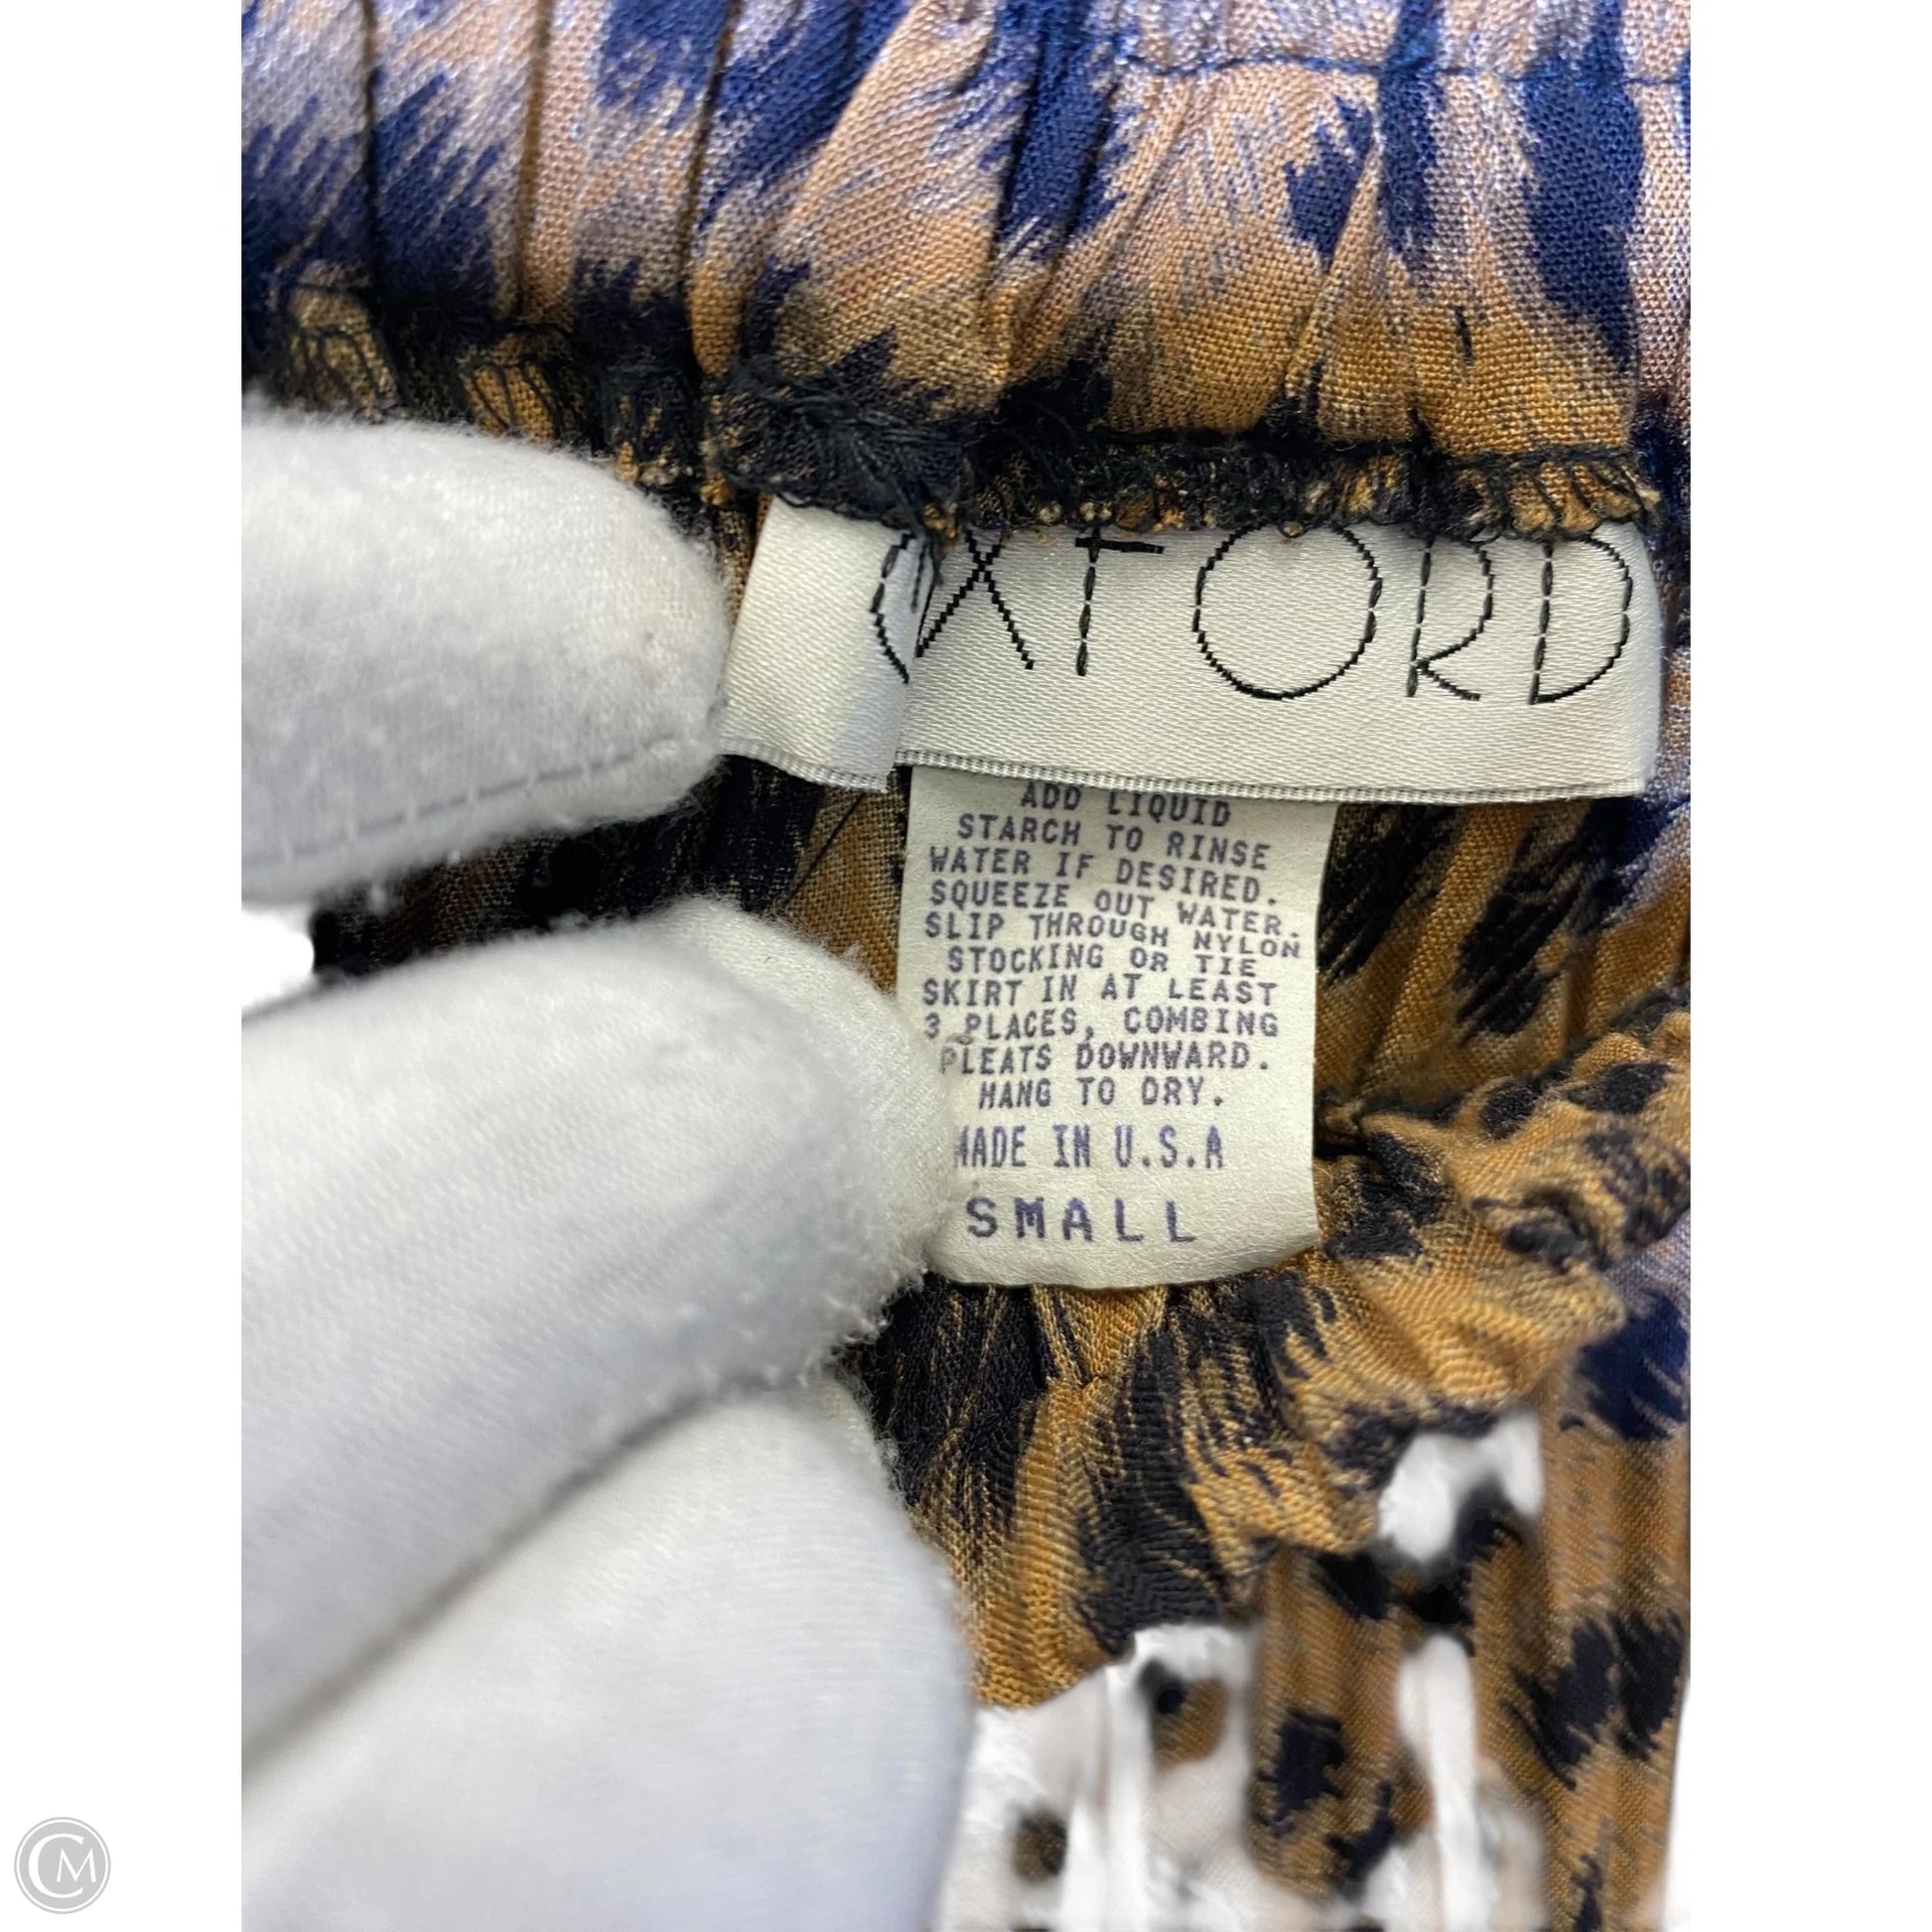 OXFORD
ADD LIQUID
STARCH TO RINSE
WATER IF DESIRED.
SQUEEZE OUT WATER.
SLIP THROUGH NYLON
STOCKING OR TIE
SKIRT IN AT LEAST
3 PLACES, COMBING
PLEATS DOWNWARD.
HANG TO DRY.
MADE IN U.S.A
SMALL
CM